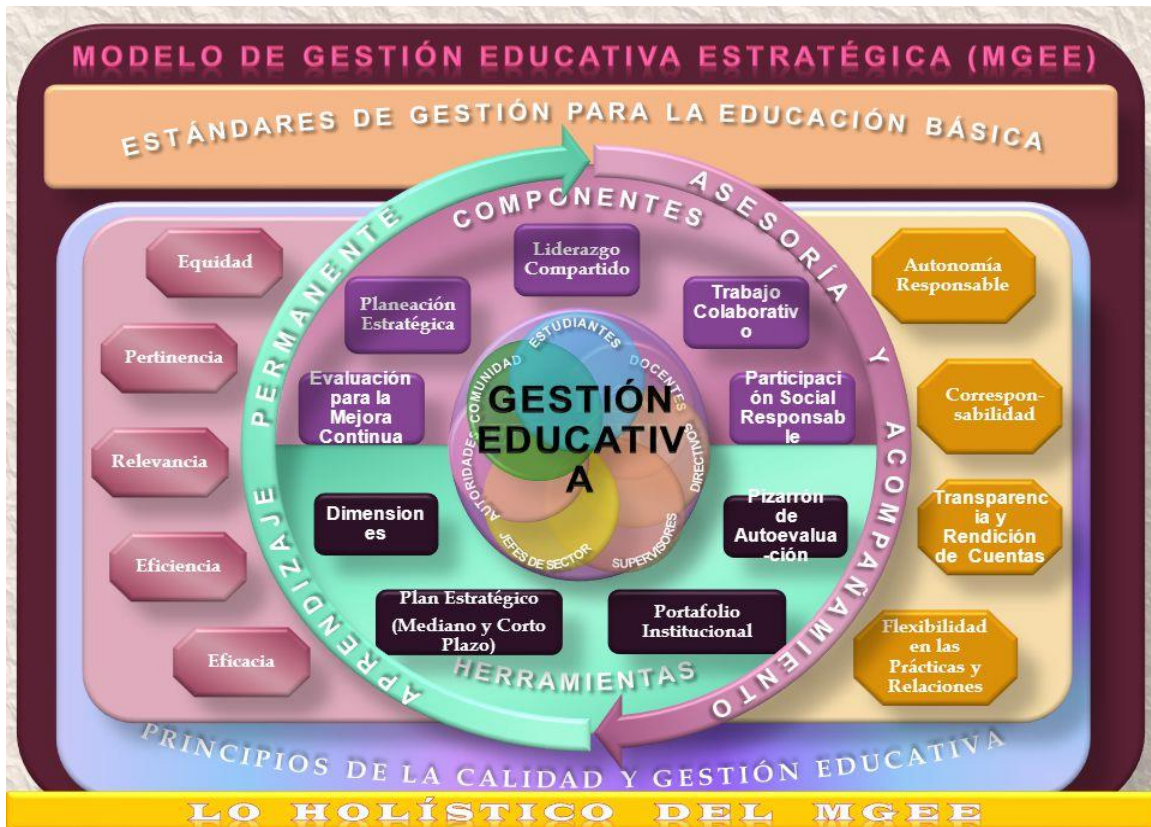 MODELO DE GESTIÓN EDUCATIVA ESTRATÉGICA (MGEE)
ESTÁNDARES DE GESTIÓN PARA LA EDUCACIÓN BÁSICA
APRENDIZAJE PERMANENTE
ASESORÍA Y ACOMPAÑAMIENTO
COMPONENTES
Equidad
Pertinencia
Relevancia
Eficiencia
Eficacia
Liderazgo
Compartido
Planeación
Estratégica
Trabajo
Colaborativ
o
Evaluación
para la
Mejora
Continua
Participaci
ón Social
Responsab
le
ESTUDIANTES
DOCENTES
DIRECTIVOS
SUPERVISORES
JEFES DE SECTOR
AUTORIDADES
COMUNIDAD
GESTIÓN
EDUCATIV
A
Dimension
es
Pizarrón
de
Autoevalua
-ción
Plan Estratégico
(Mediano y Corto
Plazo)
Portafolio
Institucional
HERRAMIENTAS
Autonomía
Responsable
Correspon-
sabilidad
Transparenc
ia y
Rendición
de Cuentas
Flexibilidad
en las
Prácticas y
Relaciones
PRINCIPIOS DE LA CALIDAD Y GESTIÓN EDUCATIVA
LO HOLÍSTICO DEL MGEE